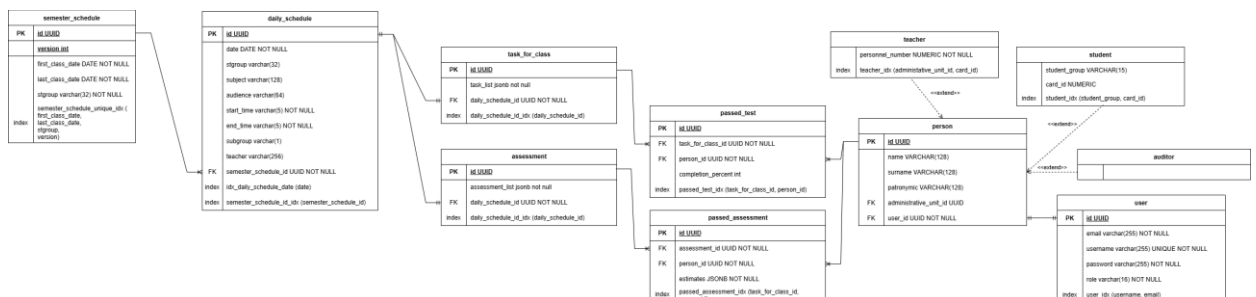 semester_schedule
PK id UUID
version int
first_class_date DATE NOT NULL
last_class_date DATE NOT NULL
stgroup varchar(32) NOT NULL
index semester_schedule_unique_idx (
first_class_date,
last_class_date,
stgroup,
version)
daily_schedule
PK id UUID
date DATE NOT NULL
stgroup varchar(32)
subject varchar(128)
audience varchar(64)
start_time varchar(5) NOT NULL
end_time varchar(5) NOT NULL
subgroup varchar(1)
teacher varchar(256)
FK semester_schedule_id UUID NOT NULL
index idx_daily_schedule_date (date)
index semester_schedule_id_idx (semester_schedule_id)
task_for_class
PK id UUID
task_list jsonb not null
FK daily_schedule_id UUID NOT NULL
index daily_schedule_id_idx (daily_schedule_id)
assessment
PK id UUID
assessment_list jsonb not null
FK daily_schedule_id UUID NOT NULL
index daily_schedule_id_idx (daily_schedule_id)
passed_test
PK id UUID
FK task_for_class_id UUID NOT NULL
FK person_id UUID NOT NULL
completion_percent int
index passed_test_idx (task_for_class_id, person_id)
passed_assessment
PK id UUID
FK assessment_id UUID NOT NULL
FK person_id UUID NOT NULL
estimates JSONB NOT NULL
index passed_assessment_idx (task_for_class_id,
teacher
personnel_number NUMERIC NOT NULL
index teacher_idx (administative_unit_id, card_id)
<<extend>>
student
student_group VARCHAR(15)
card_id NUMERIC
index student_idx (student_group, card_id)
<<extend>>
person
PK id UUID
name VARCHAR(128)
surname VARCHAR(128)
patronymic VARCHAR(128)
FK administrative_unit_id UUID
FK user_id UUID NOT NULL
auditor
<<extend>>
user
PK id UUID
email varchar(255) NOT NULL
username varchar(255) UNIQUE NOT NULL
password varchar(255) NOT NULL
role varchar(16) NOT NULL
index user_idx (username, email)